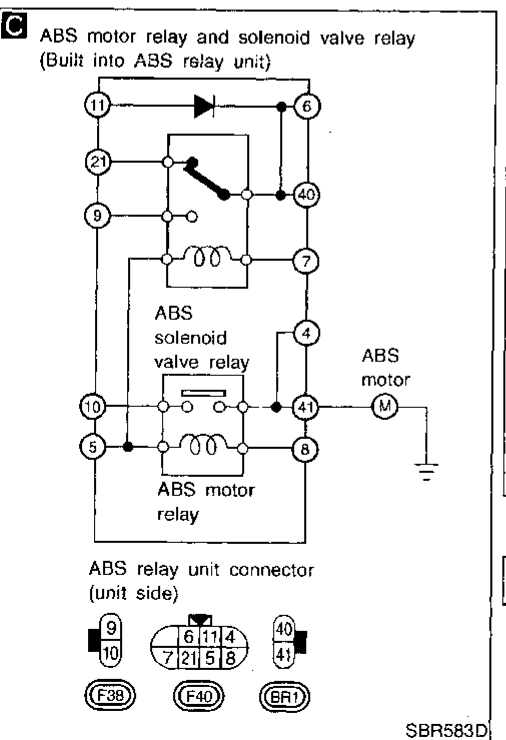 C
ABS motor relay and solenoid valve relay
(Built into ABS relay unit)
11 6
21 40
9
7
ABS
solenoid
valve relay
4
ABS
motor
10 41 M
5 8
ABS motor
relay
ABS relay unit connector
(unit side)
9 6 11 4 40
10 7 21 5 8 41
F38 F40 BR1
SBR583D